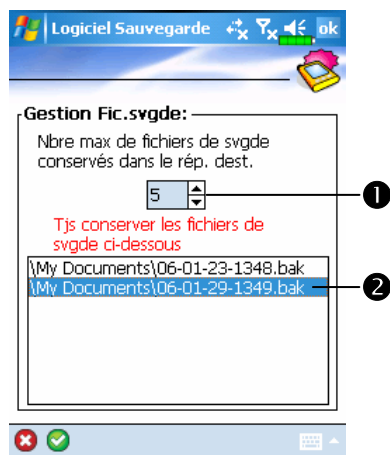 Logiciel Sauvegarde ok
Gestion Fic.svgde:
Nbre max de fichiers de svgde
conservés dans le rép. dest.
5
1
Tjs conserver les fichiers de
svgde ci-dessous
\My Documents\06-01-23-1348.bak
\My Documents\06-01-29-1349.bak
2